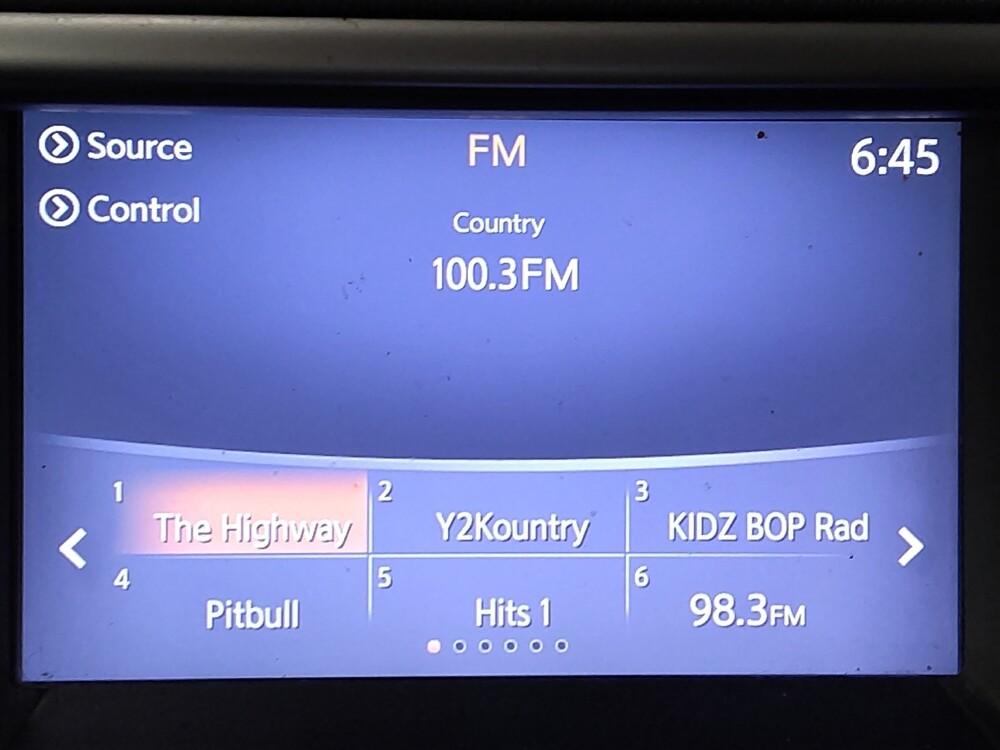 Source
FM
6:45
Control
Country
100.3FM
1
The Highway
2
Y2Kountry
3
KIDZ BOP Rad
4
Pitbull
5
Hits 1
6
98.3FM